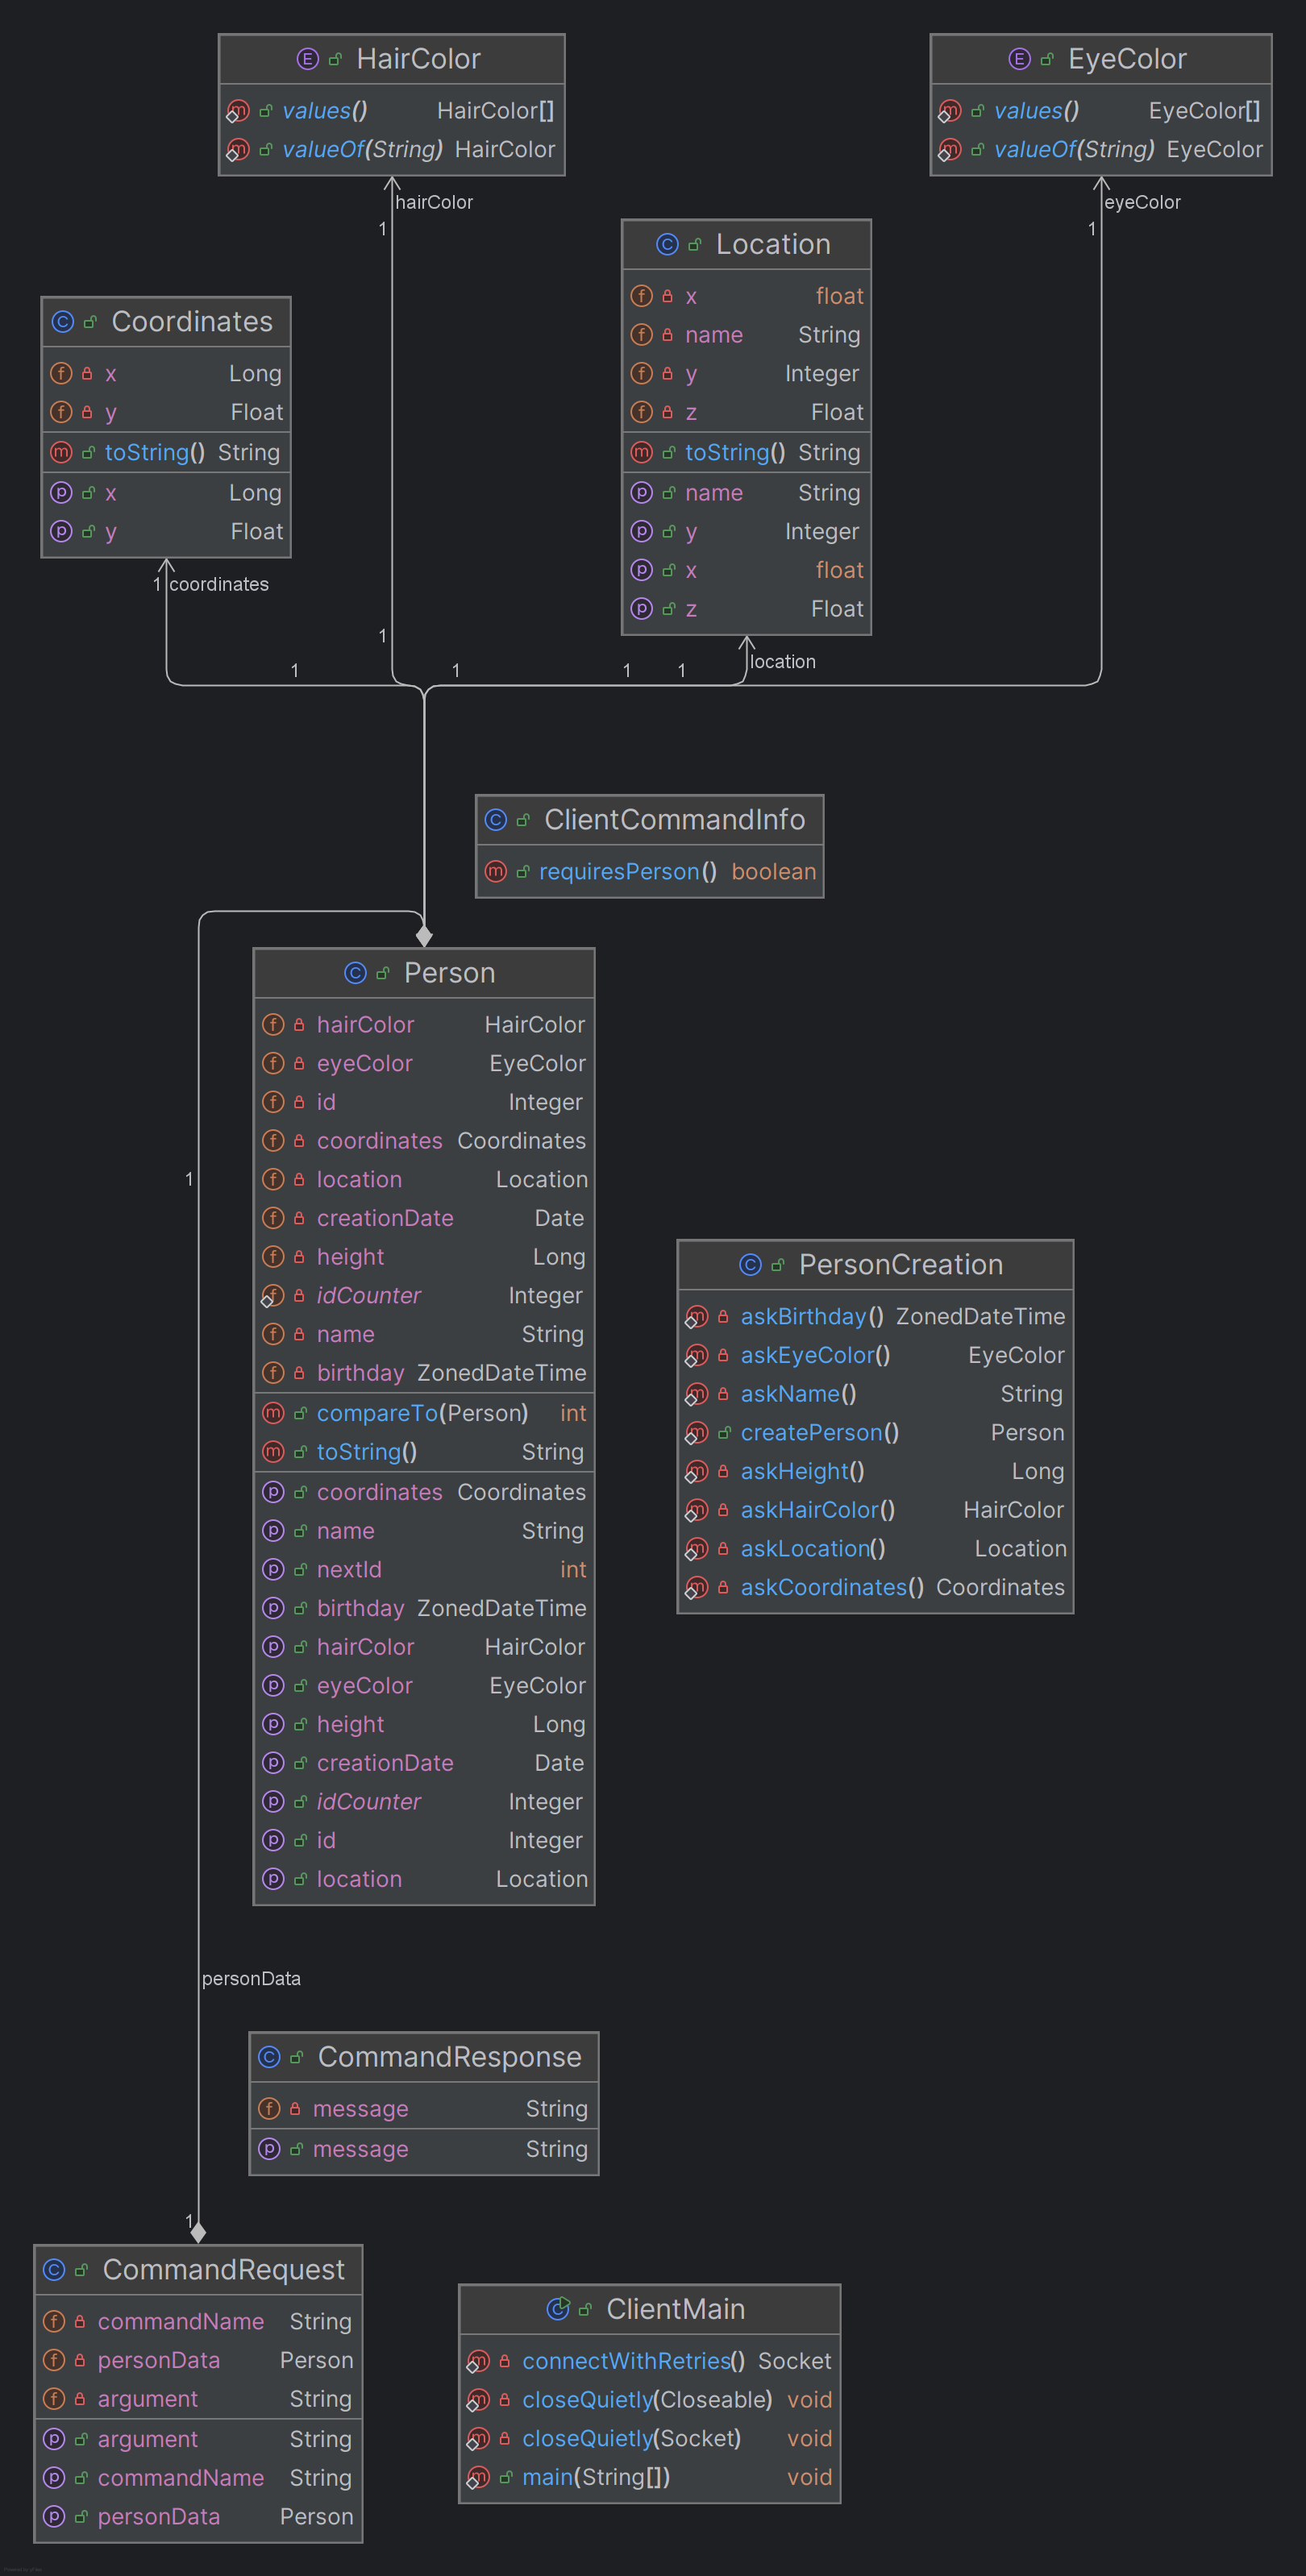 HairColor
values() HairColor[]
valueOf(String) HairColor
EyeColor
values() EyeColor[]
valueOf(String) EyeColor
hairColor
1
eyeColor
1
Location
x float
name String
y Integer
z Float
toString() String
name String
y Integer
x float
z Float
Coordinates
x Long
y Float
toString() String
x Long
y Float
1 coordinates
1
location
1 1 1 1
ClientCommandInfo
requiresPerson() boolean
Person
hairColor HairColor
eyeColor EyeColor
id Integer
coordinates Coordinates
location Location
creationDate Date
height Long
idCounter Integer
name String
birthday ZonedDateTime
compareTo(Person) int
toString() String
coordinates Coordinates
name String
nextId int
birthday ZonedDateTime
hairColor HairColor
eyeColor EyeColor
height Long
creationDate Date
idCounter Integer
id Integer
location Location
1
PersonCreation
askBirthday() ZonedDateTime
askEyeColor() EyeColor
askName() String
createPerson() Person
askHeight() Long
askHairColor() HairColor
askLocation() Location
askCoordinates() Coordinates
personData
CommandResponse
message String
message String
1
CommandRequest
commandName String
personData Person
argument String
argument String
commandName String
personData Person
ClientMain
connectWithRetries() Socket
closeQuietly(Closeable) void
closeQuietly(Socket) void
main(String[]) void